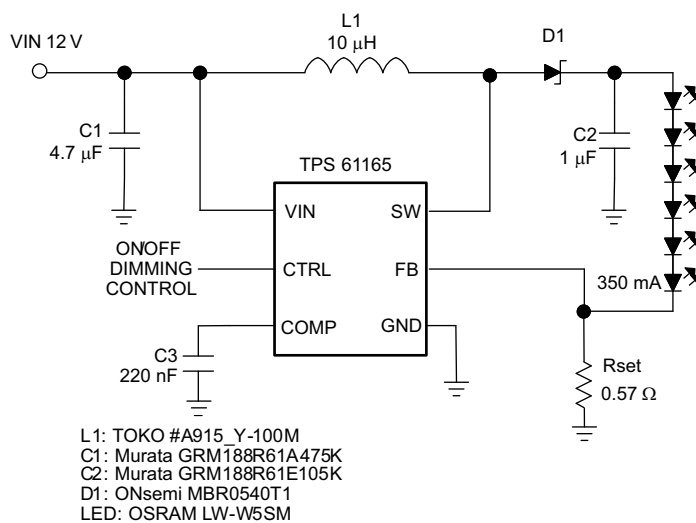 L1
10 μH
D1
VIN 12 V
C1
4.7 μF
C2
1 μF
TPS 61165
VIN
SW
ON/OFF
DIMMING
CONTROL
CTRL
FB
350 mA
COMP
GND
C3
220 nF
Rset
0.57 Ω
L1: TOKO #A915_Y-100M
C1: Murata GRM188R61A475K
C2: Murata GRM188R61E105K
D1: ONsemi MBR0540T1
LED: OSRAM LW-W5SM